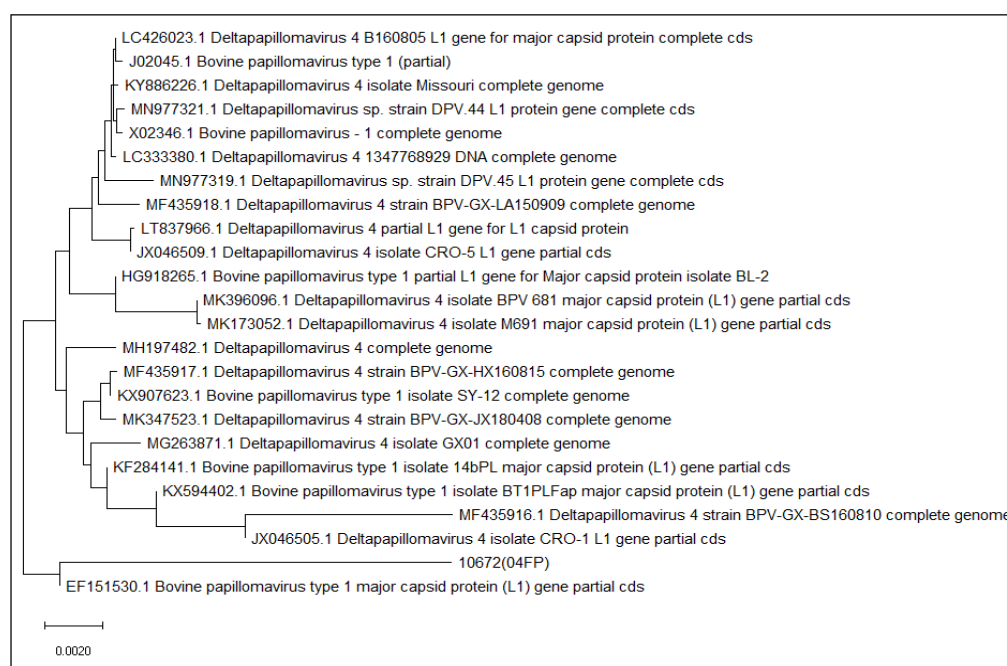 LC426023.1 Deltapapillomavirus 4 B160805 L1 gene for major capsid protein complete cds
J02045.1 Bovine papillomavirus type 1 (partial)
KY886226.1 Deltapapillomavirus 4 isolate Missouri complete genome
MN977321.1 Deltapapillomavirus sp. strain DPV.44 L1 protein gene complete cds
X02346.1 Bovine papillomavirus - 1 complete genome
LC333380.1 Deltapapillomavirus 4 1347768929 DNA complete genome
MN977319.1 Deltapapillomavirus sp. strain DPV.45 L1 protein gene complete cds
MF435918.1 Deltapapillomavirus 4 strain BPV-GX-LA150909 complete genome
LT837966.1 Deltapapillomavirus 4 partial L1 gene for L1 capsid protein
JX046509.1 Deltapapillomavirus 4 isolate CRO-5 L1 gene partial cds
HG918265.1 Bovine papillomavirus type 1 partial L1 gene for Major capsid protein isolate BL-2
MK396096.1 Deltapapillomavirus 4 isolate BPV 681 major capsid protein (L1) gene partial cds
MK173052.1 Deltapapillomavirus 4 isolate M691 major capsid protein (L1) gene partial cds
MH197482.1 Deltapapillomavirus 4 complete genome
MF435917.1 Deltapapillomavirus 4 strain BPV-GX-HX160815 complete genome
KX907623.1 Bovine papillomavirus type 1 isolate SY-12 complete genome
MK347523.1 Deltapapillomavirus 4 strain BPV-GX-JX180408 complete genome
MG263871.1 Deltapapillomavirus 4 isolate GX01 complete genome
KF284141.1 Bovine papillomavirus type 1 isolate 14bPL major capsid protein (L1) gene partial cds
KX594402.1 Bovine papillomavirus type 1 isolate BT1PLFap major capsid protein (L1) gene partial cds
MF435916.1 Deltapapillomavirus 4 strain BPV-GX-BS160810 complete genome
JX046505.1 Deltapapillomavirus 4 isolate CRO-1 L1 gene partial cds
10672(04FP)
EF151530.1 Bovine papillomavirus type 1 major capsid protein (L1) gene partial cds
0.0020